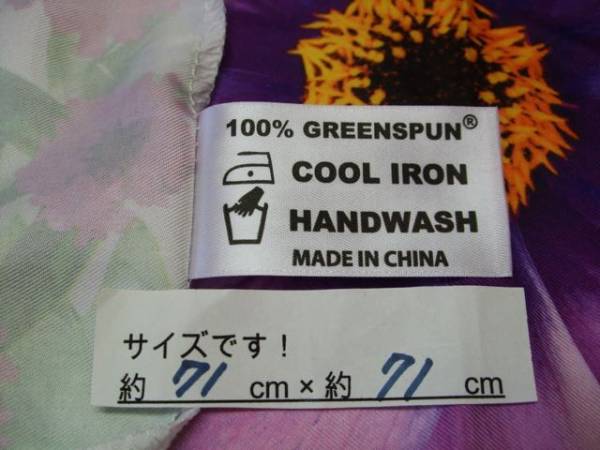 100% GREENSPUN®
COOL IRON
HANDWASH
MADE IN CHINA
サイズです！
約 71 cm × 約 71 cm